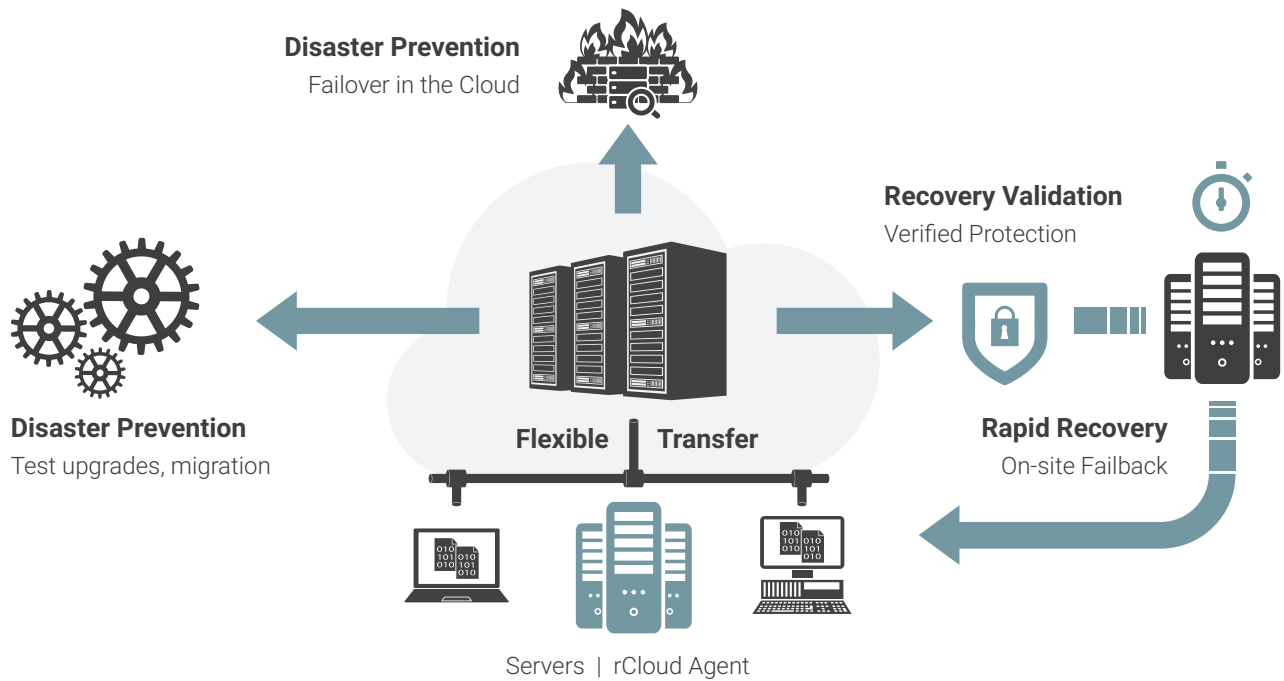 Disaster Prevention
Failover in the Cloud
Recovery Validation
Verified Protection
Disaster Prevention
Test upgrades, migration
Flexible Transfer
Rapid Recovery
On-site Failback
010
101
010
010
101
010
010
101
010
010
101
010
Servers | rCloud Agent